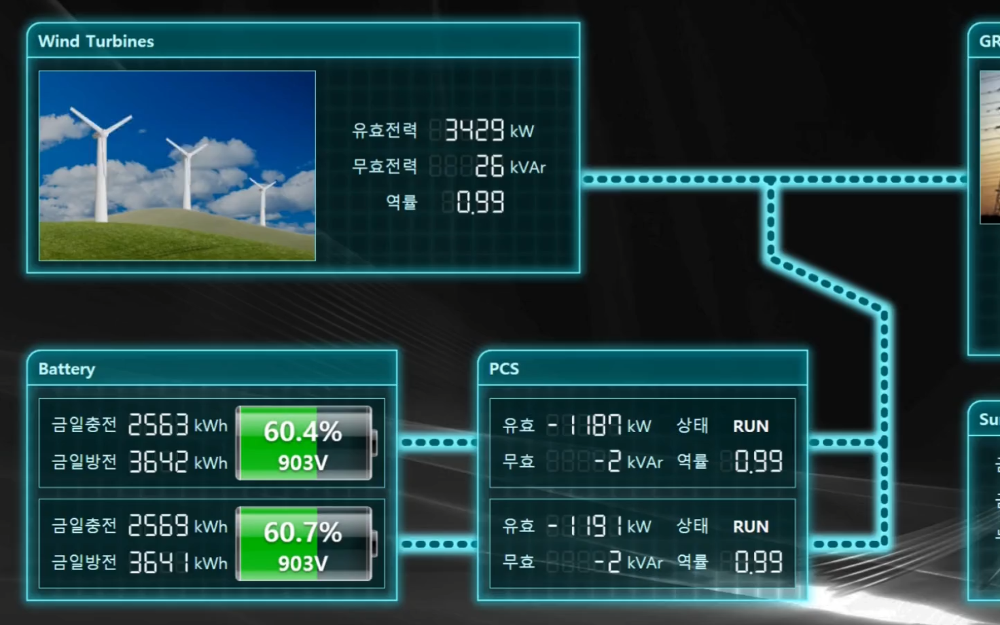 Wind Turbines
유효전력 3429 kW
무효전력 26 kVAr
역률 0.99
GR
Battery
금일충전 2563 kWh
금일방전 3642 kWh
60.4%
903V
금일충전 2569 kWh
금일방전 3641 kWh
60.7%
903V
PCS
유효 -1187 kW 상태 RUN
무효 -2 kVAr 역률 0.99
유효 -1191 kW 상태 RUN
무효 -2 kVAr 역률 0.99
Su